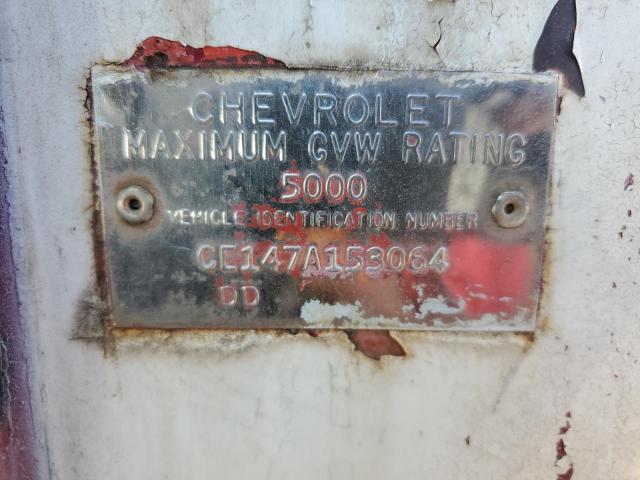 CHEVROLET
MAXIMUM GVW RATING
5000
VEHICLE IDENTIFICATION NUMBER
CE147A153064
DD